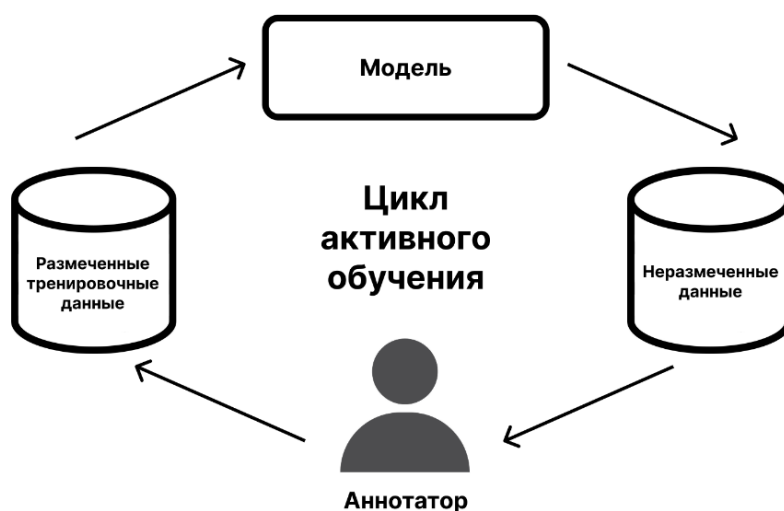 Модель
Цикл
активного
обучения
Размеченные
тренировочные
данные
Неразмеченные
данные
Аннотатор